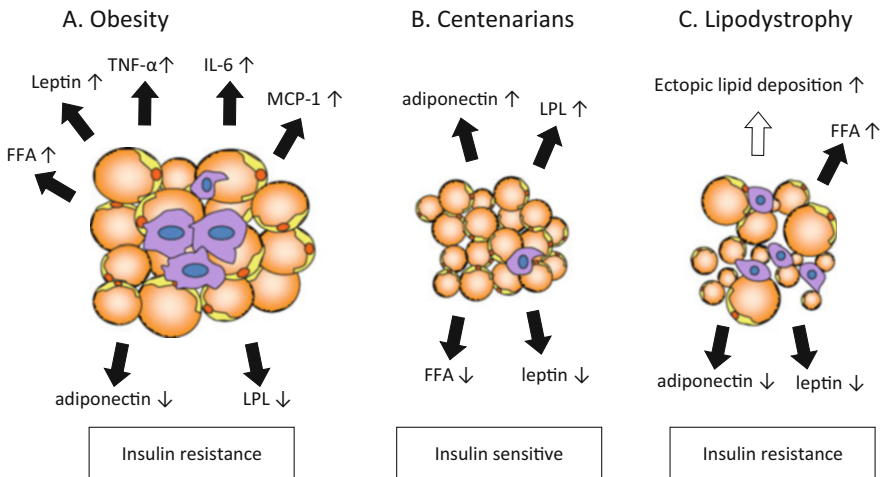 A. Obesity
FFA ↑
Leptin ↑
TNF-α↑
IL-6 ↑
MCP-1 ↑
adiponectin ↓
LPL ↓
Insulin resistance
B. Centenarians
adiponectin ↑
LPL ↑
FFA ↓
leptin ↓
Insulin sensitive
C. Lipodystrophy
Ectopic lipid deposition ↑
FFA ↑
adiponectin ↓
leptin ↓
Insulin resistance